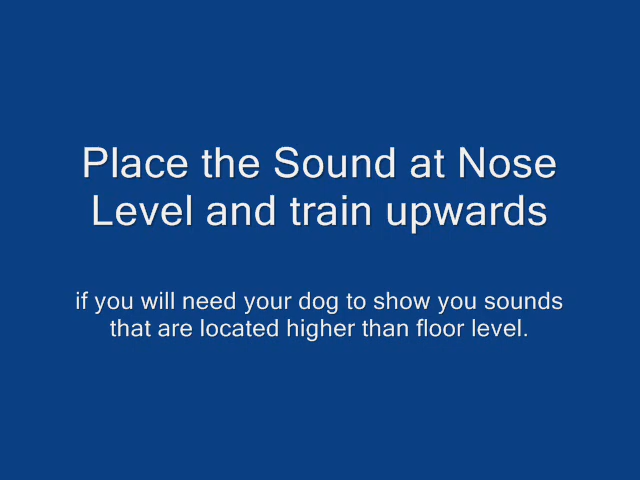 Place the Sound at Nose
Level and train upwards
if you will need your dog to show you sounds
that are located higher than floor level.